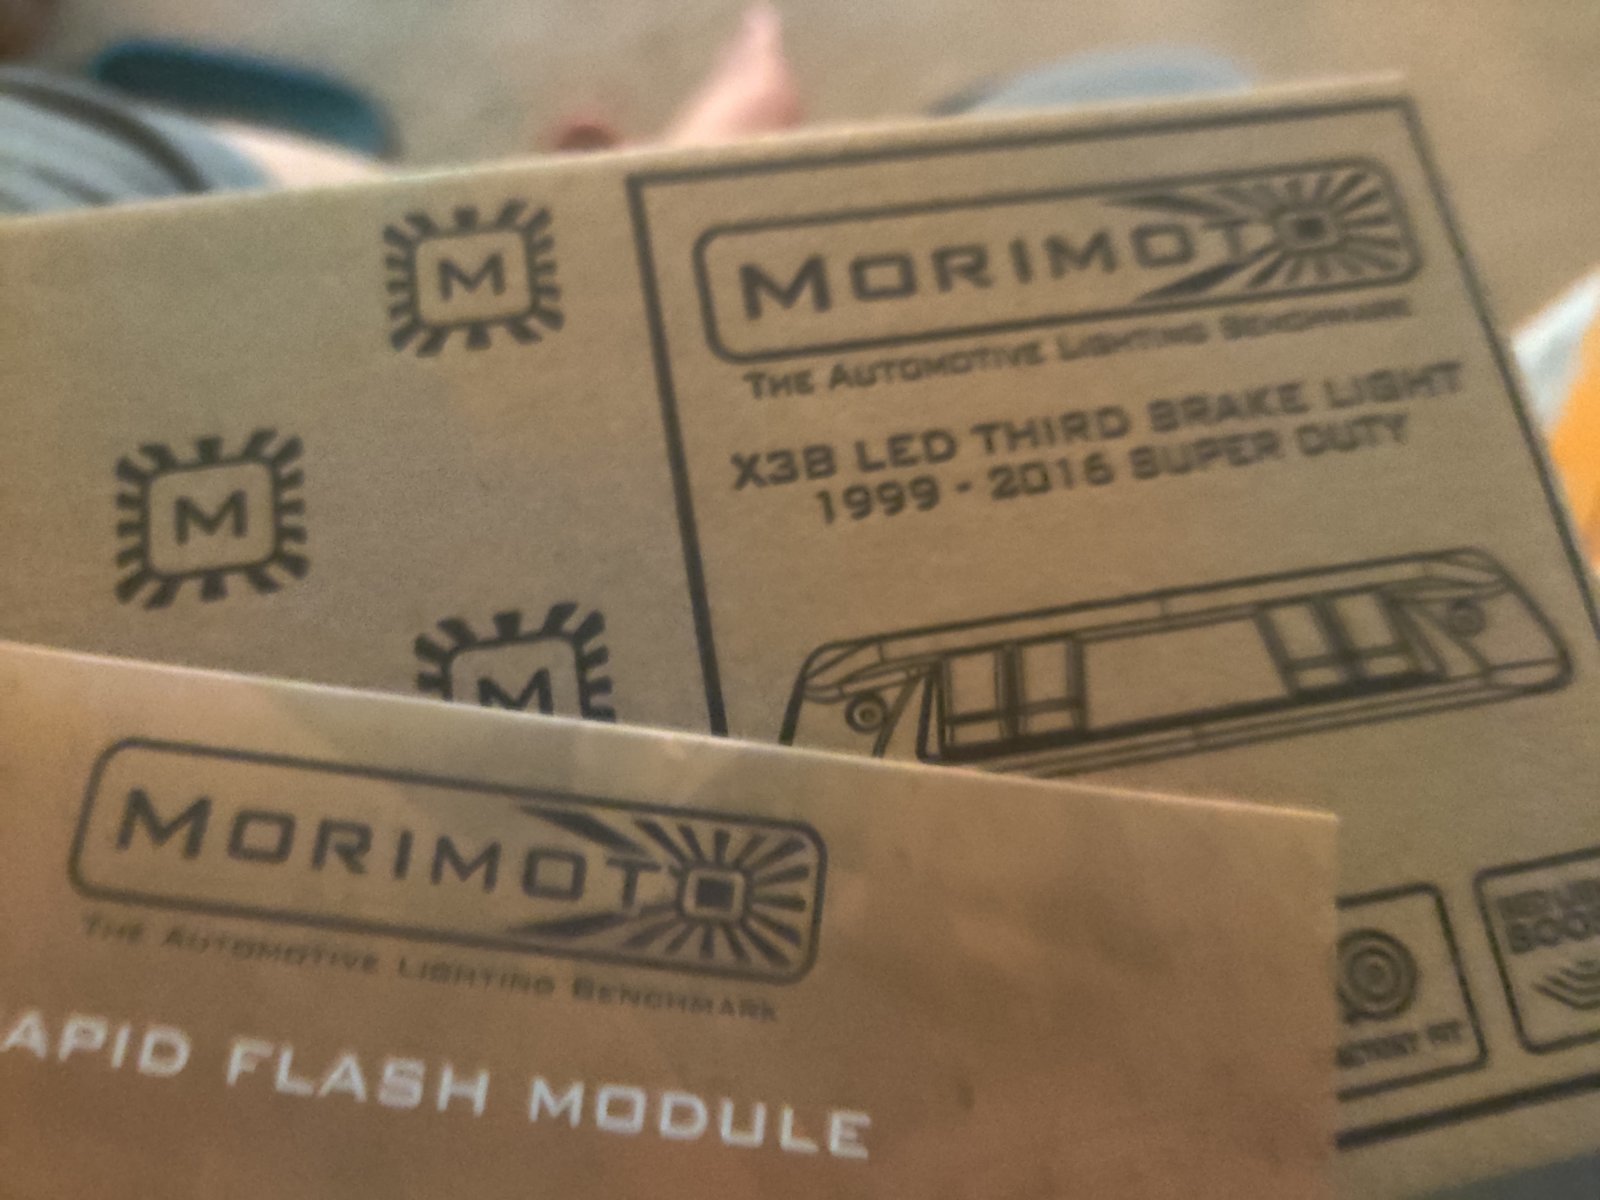 M
MORIMOTO
THE AUTOMOTIVE LIGHTING BENCHMARK
X3B LED THIRD BRAKE LIGHT
1999 - 2016 SUPER DUTY
M
M
MORIMOTO
THE AUTOMOTIVE LIGHTING BENCHMARK
APID FLASH MODULE
FIT